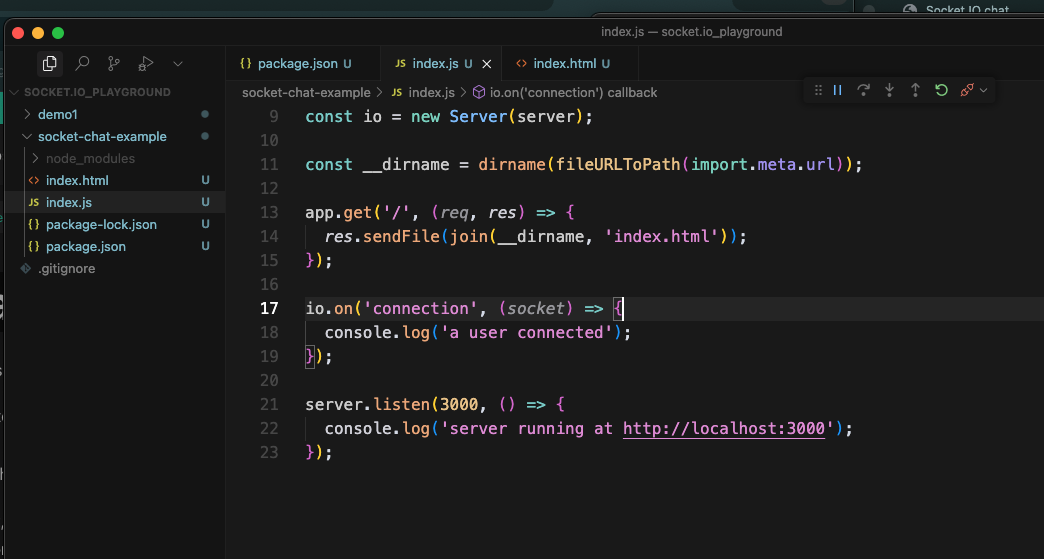 Socket.IO chat
index.js — socket.io_playground
{} package.json U
JS index.js U
<> index.html U
SOCKET.IO_PLAYGROUND
demo1
socket-chat-example
node_modules
<> index.html U
JS index.js U
{} package-lock.json U
{} package.json U
.gitignore
socket-chat-example > JS index.js > io.on('connection') callback
9 const io = new Server(server);
10
11 const __dirname = dirname(fileURLToPath(import.meta.url));
12
13 app.get('/', (req, res) => {
14   res.sendFile(join(__dirname, 'index.html'));
15 });
16
17 io.on('connection', (socket) => {
18   console.log('a user connected');
19 });
20
21 server.listen(3000, () => {
22   console.log('server running at http://localhost:3000');
23 });